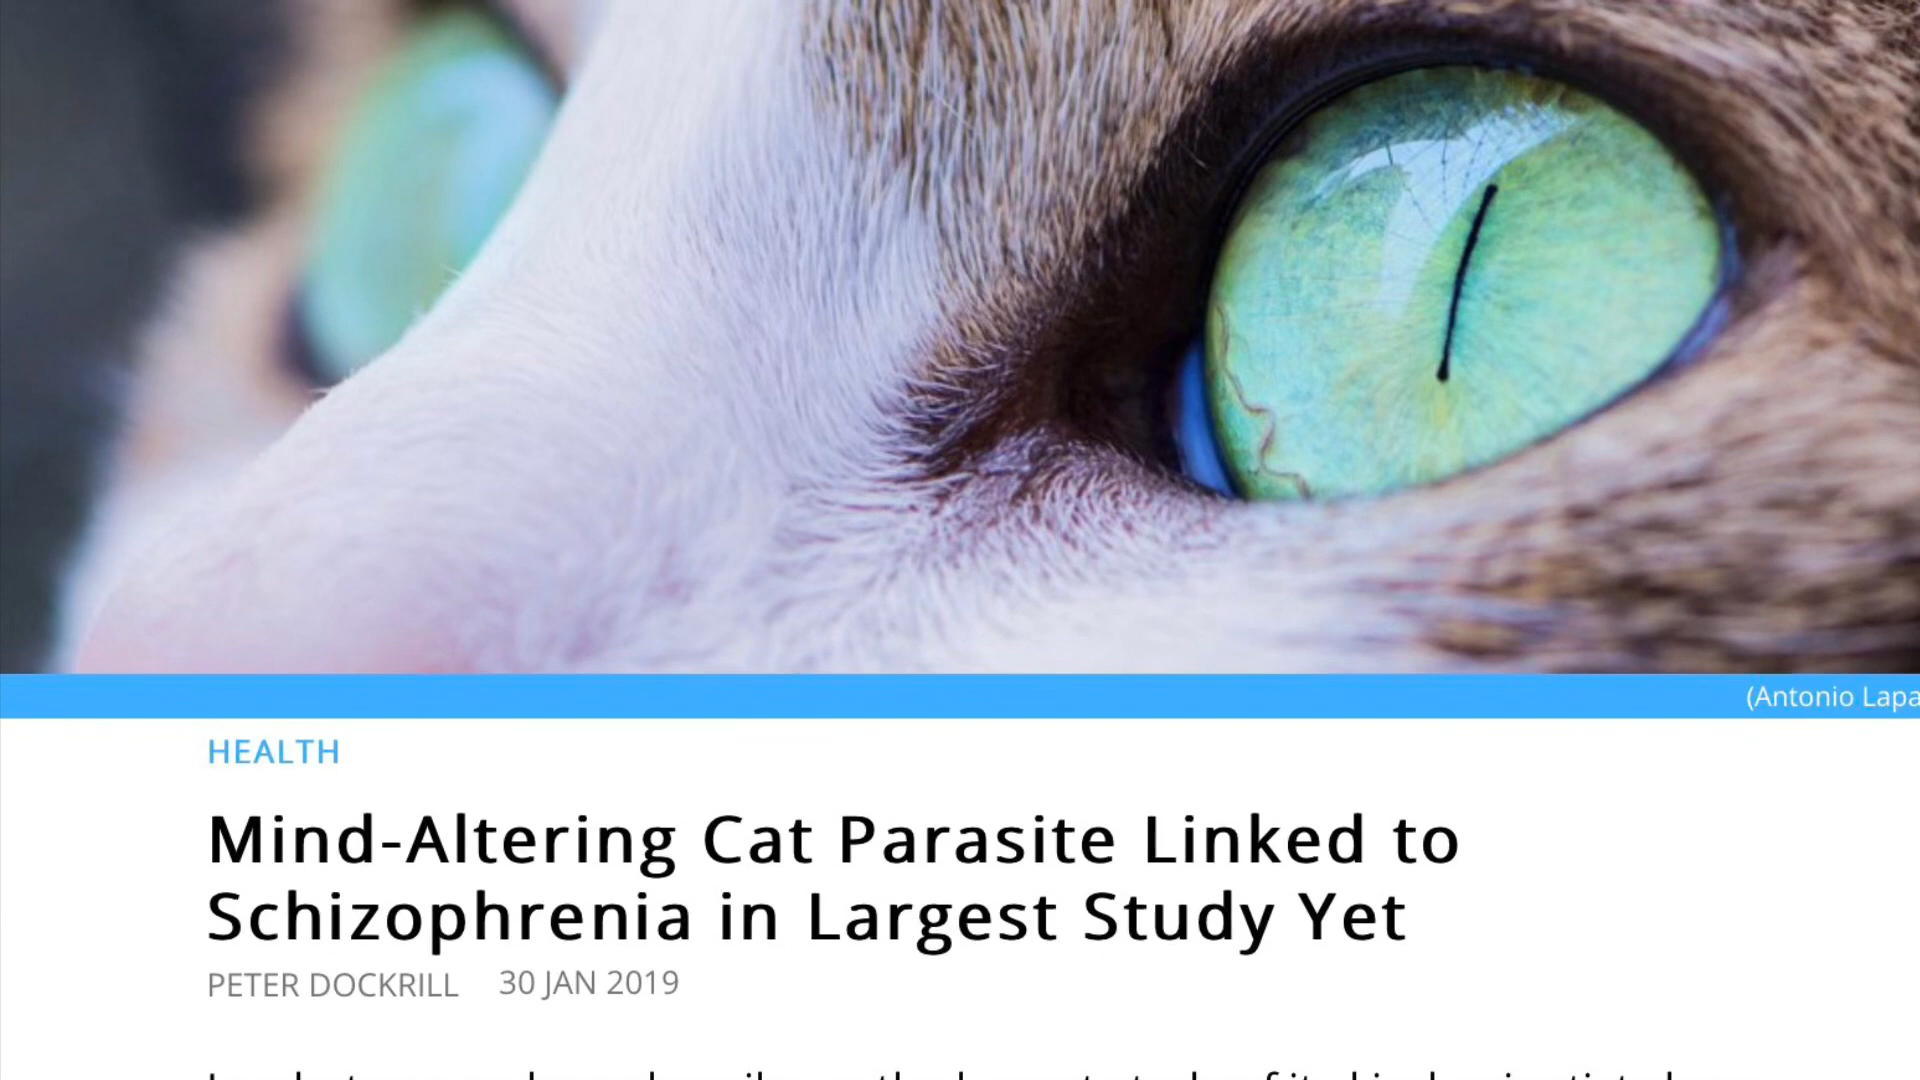 (Antonio Lapa
HEALTH
Mind-Altering Cat Parasite Linked to
Schizophrenia in Largest Study Yet
PETER DOCKRILL 30 JAN 2019